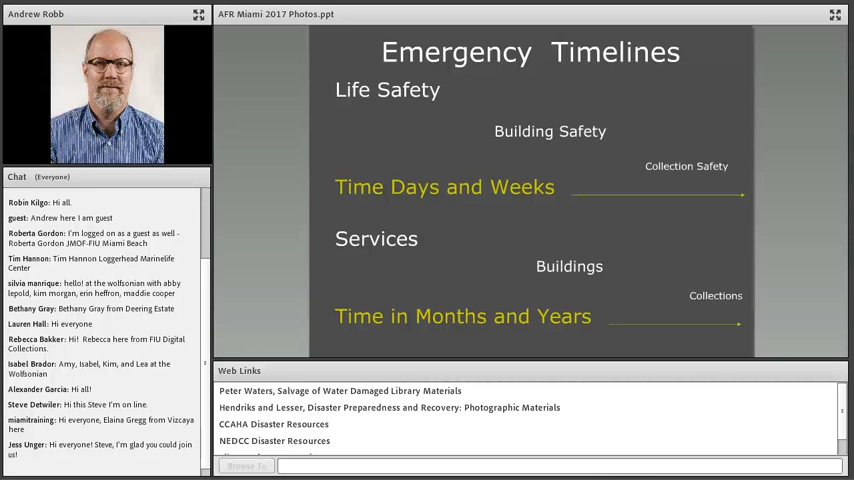 Andrew Robb
AFR Miami 2017 Photos.ppt
Emergency Timelines
Life Safety
Building Safety
Collection Safety
Time Days and Weeks
Services
Buildings
Collections
Time in Months and Years
Chat (Everyone)
Robin Kilgo: Hi all.
guest: Andrew here I am guest
Roberta Gordon: I'm logged on as a guest as well -
Roberta Gordon JMOF-FIU Miami Beach
Tim Hannon: Tim Hannon Loggerhead Marinelife
Center
silvia manrique: hello! at the wolfsonian with abby
lepold, kim morgan, erin heffron, maddie cooper
Bethany Gray: Bethany Gray from Deering Estate
Lauren Hall: Hi everyone
Rebecca Bakker: Hi! Rebecca here from FIU Digital
Collections.
Isabel Brador: Amy, Isabel, Kim, and Lea at the
Wolfsonian
Alexander Garcia: Hi all!
Steve Detwiler: Hi this Steve I'm on line.
miamitraining: Hi everyone, Elaina Gregg from Vizcaya
here
Jess Unger: Hi everyone! Steve, I'm glad you could join
us!
Web Links
Peter Waters, Salvage of Water Damaged Library Materials
Hendriks and Lesser, Disaster Preparedness and Recovery: Photographic Materials
CCAHA Disaster Resources
NEDCC Disaster Resources
Browse To